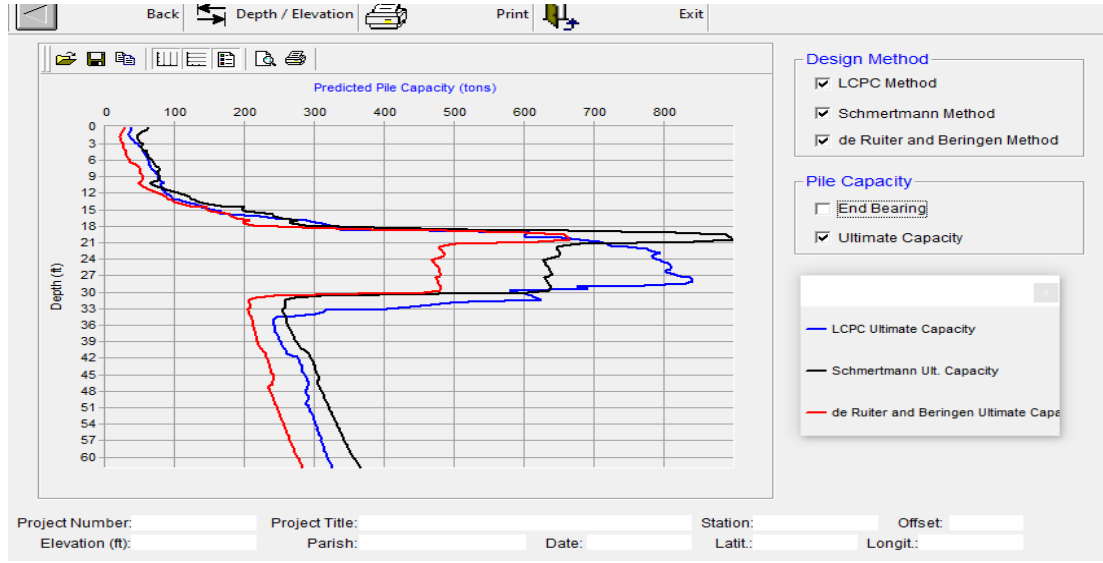 Back Depth / Elevation Print Exit
Predicted Pile Capacity (tons)
0 100 200 300 400 500 600 700 800
0
3
6
9
12
15
18
21
24
27
30
33
36
39
42
45
48
51
54
57
60
Depth (ft)
Design Method
LCPC Method
Schmertmann Method
de Ruiter and Beringen Method
Pile Capacity
End Bearing
Ultimate Capacity
LCPC Ultimate Capacity
Schmertmann Ult. Capacity
de Ruiter and Beringen Ultimate Capa
Project Number: Project Title: Station: Offset:
Elevation (ft): Parish: Date: Latit.: Longit.: